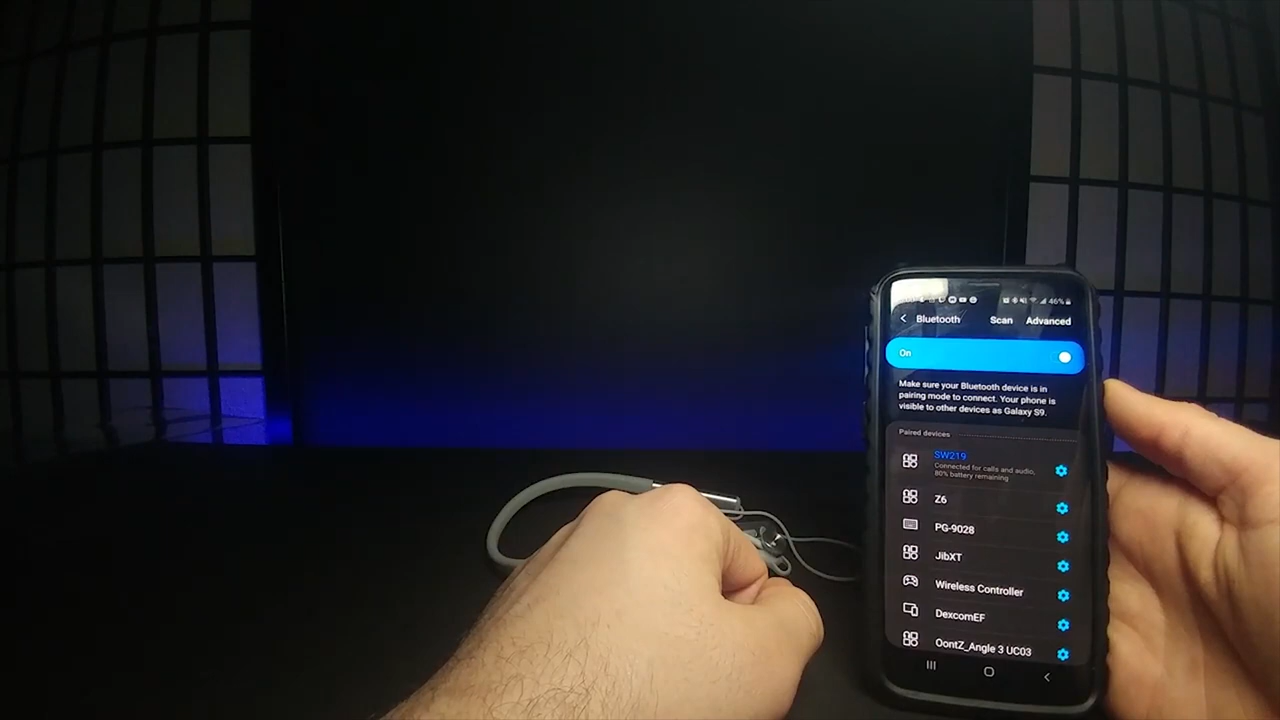 46%
Bluetooth Scan Advanced
On
Make sure your Bluetooth device is in
pairing mode to connect. Your phone is
visible to other devices as Galaxy S9.
Paired devices
SW219
Connected for calls and audio,
80% battery remaining
Z6
PG-9028
JibXT
Wireless Controller
DexcomEF
OontZ_Angle 3 UC03